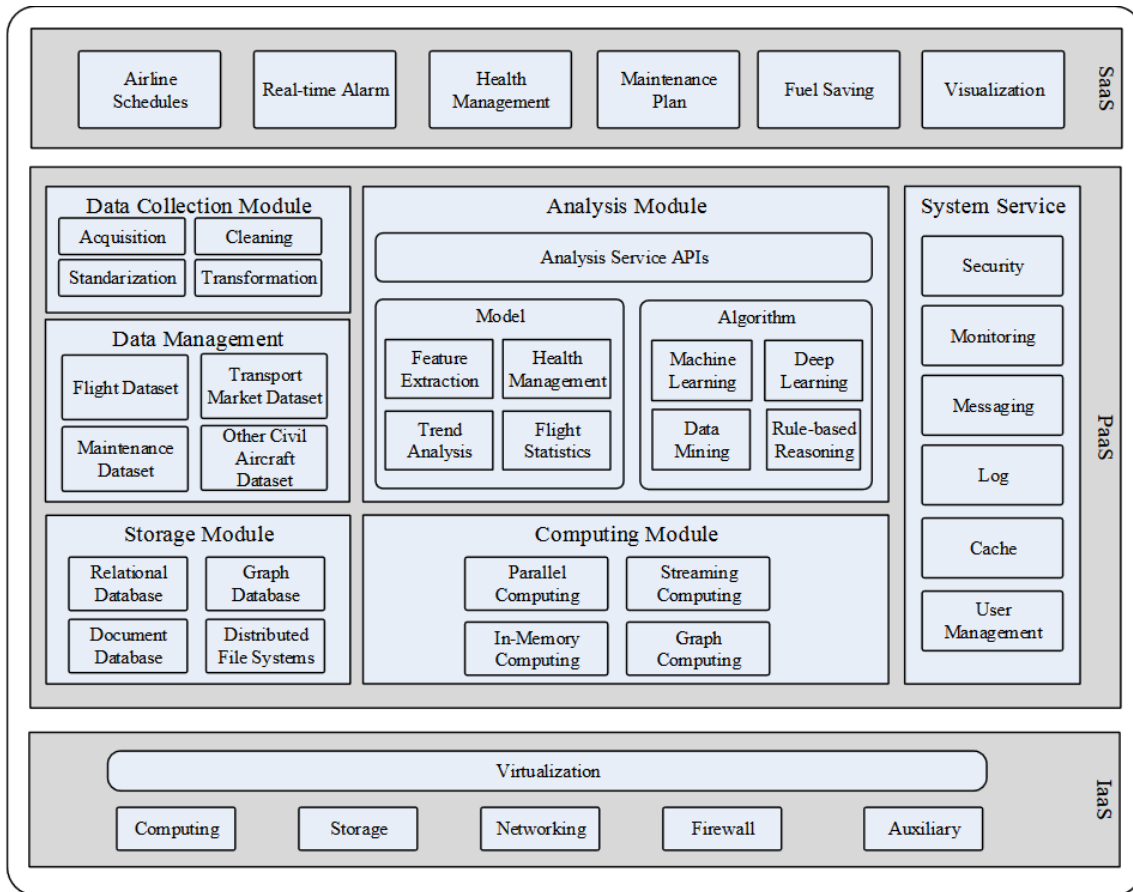 Airline
Schedules
Real-time Alarm
Health
Management
Maintenance
Plan
Fuel Saving
Visualization
SaaS
Data Collection Module
Acquisition
Cleaning
Standarization
Transformation
Data Management
Flight Dataset
Transport
Market Dataset
Maintenance
Dataset
Other Civil
Aircraft
Dataset
Storage Module
Relational
Database
Graph
Database
Document
Database
Distributed
File Systems
Analysis Module
Analysis Service APIs
Model
Feature
Extraction
Health
Management
Trend
Analysis
Flight
Statistics
Algorithm
Machine
Learning
Deep
Learning
Data
Mining
Rule-based
Reasoning
Computing Module
Parallel
Computing
Streaming
Computing
In-Memory
Computing
Graph
Computing
System Service
Security
Monitoring
Messaging
Log
Cache
User
Management
PaaS
Virtualization
Computing
Storage
Networking
Firewall
Auxiliary
IaaS